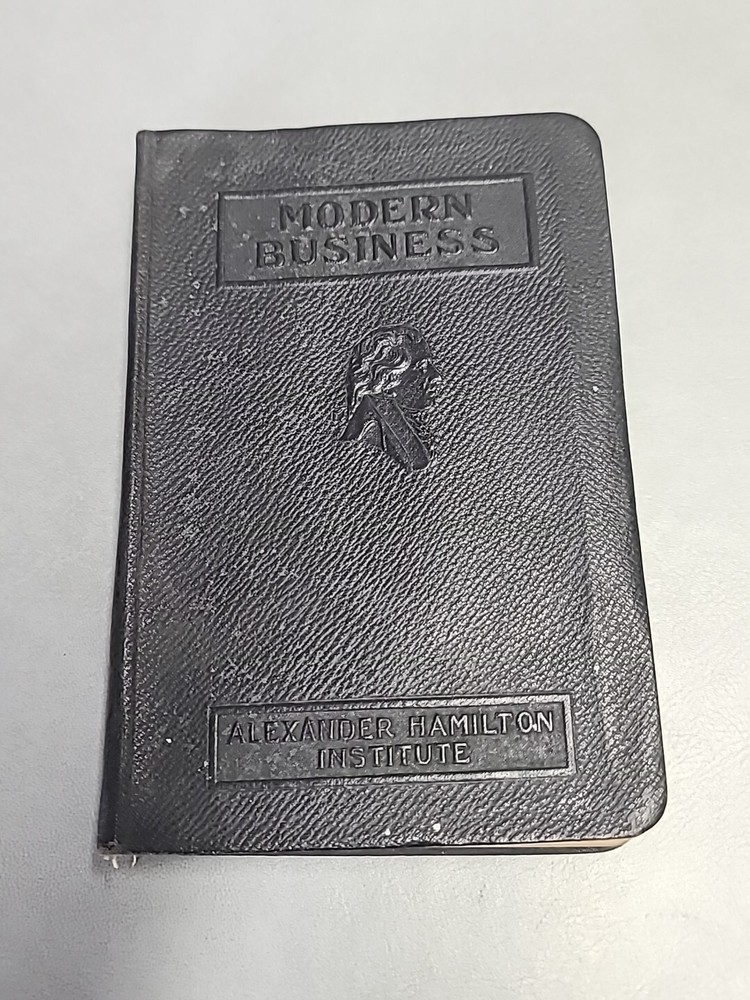 MODERN
BUSINESS
ALEXANDER HAMILTON
INSTITUTE